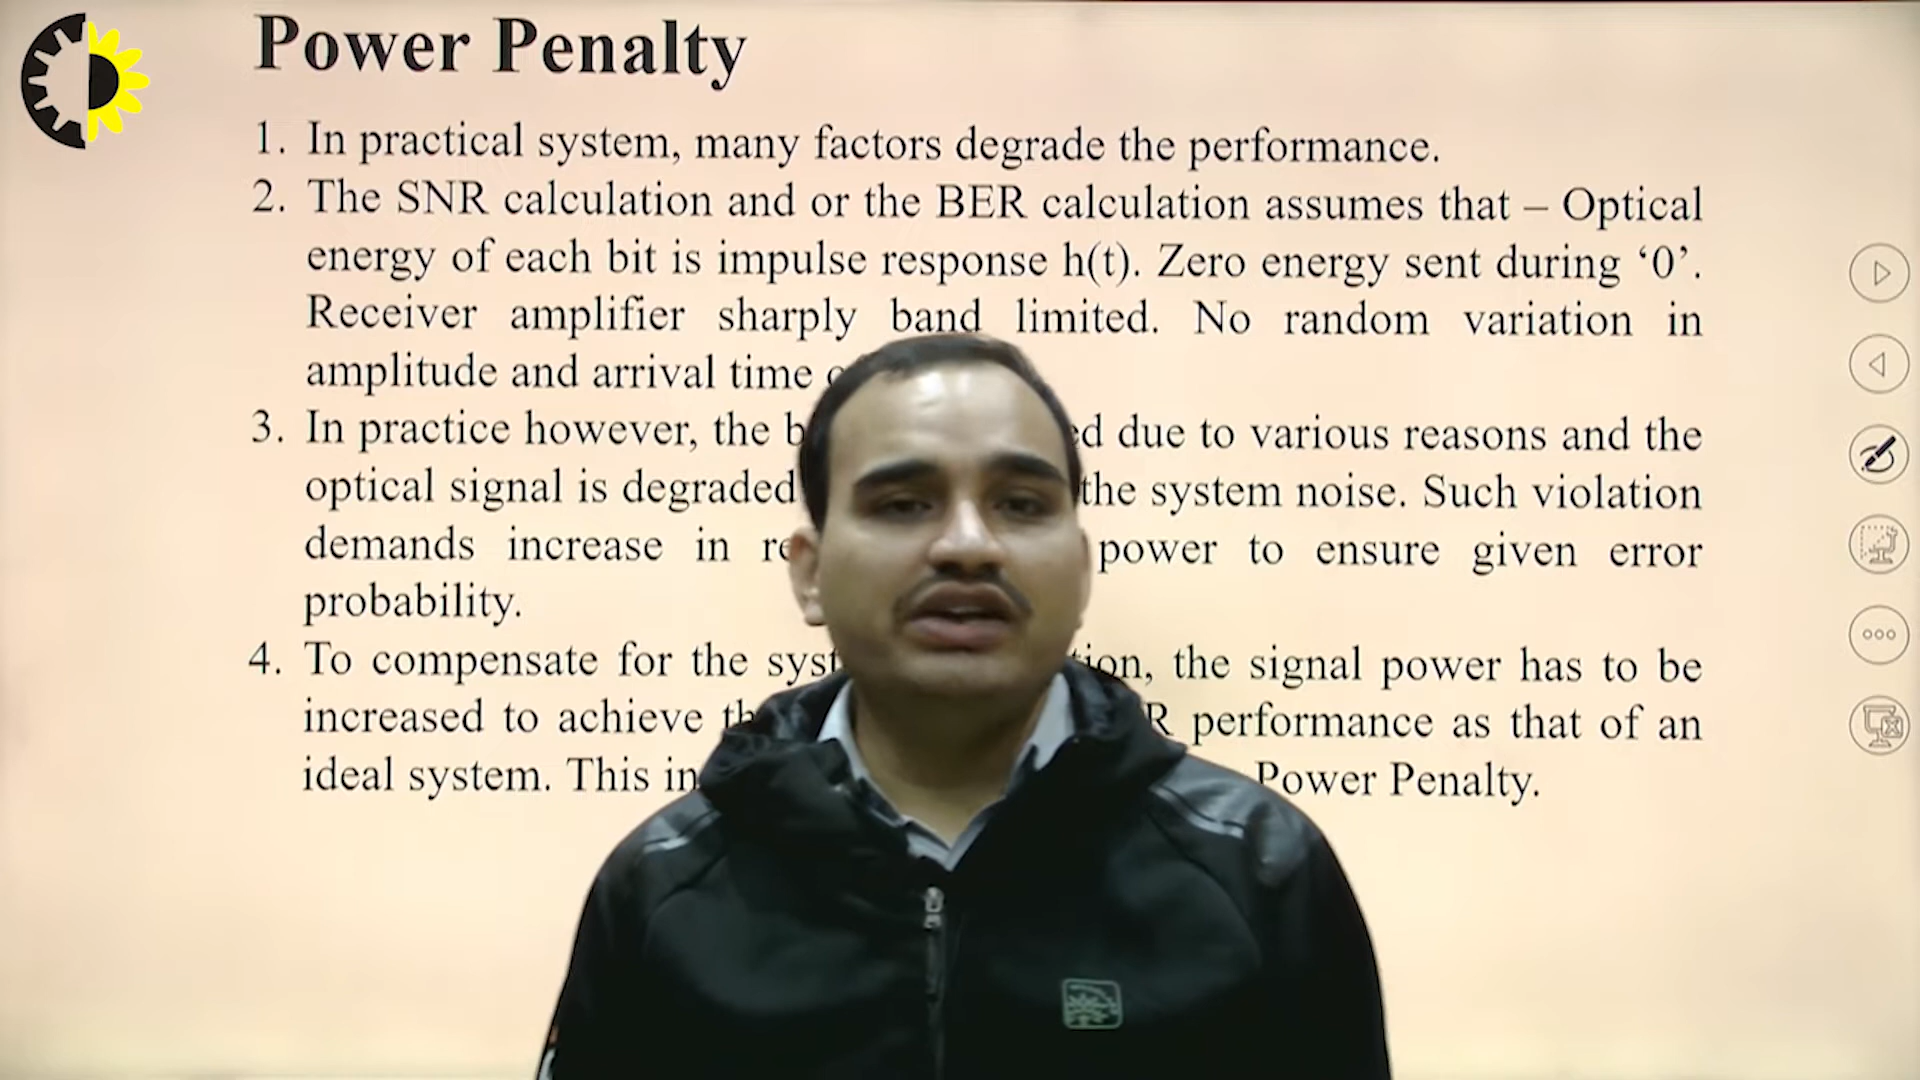 Power Penalty
1. In practical system, many factors degrade the performance.
2. The SNR calculation and or the BER calculation assumes that – Optical
energy of each bit is impulse response h(t). Zero energy sent during ‘0’.
Receiver amplifier sharply band limited. No random variation in
amplitude and arrival time
3. In practice however, the due to various reasons and the
optical signal is degraded the system noise. Such violation
demands increase in power to ensure given error
probability.
4. To compensate for the the signal power has to be
increased to achieve performance as that of an
ideal system. This Power Penalty.